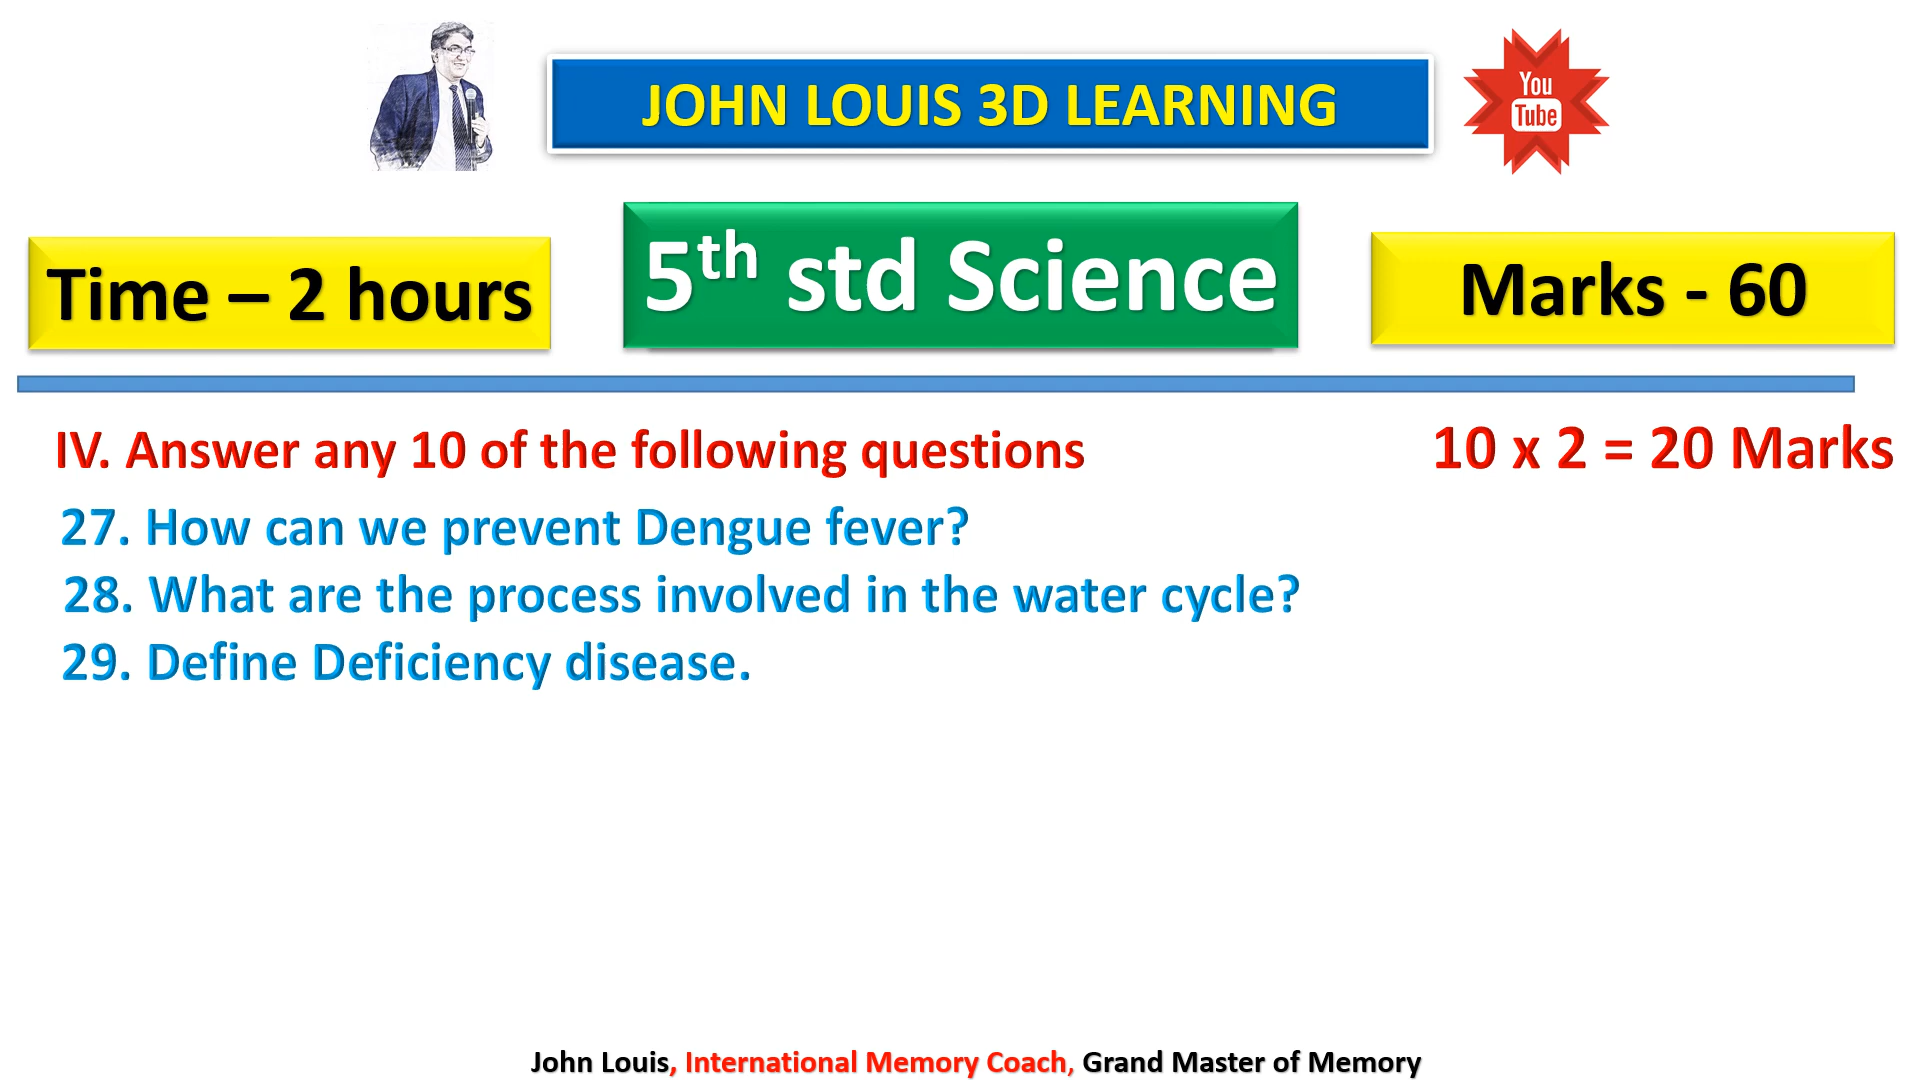 JOHN LOUIS 3D LEARNING
You
Tube
Time – 2 hours
5th std Science
Marks - 60
IV. Answer any 10 of the following questions
10 x 2 = 20 Marks
27. How can we prevent Dengue fever?
28. What are the process involved in the water cycle?
29. Define Deficiency disease.
John Louis, International Memory Coach, Grand Master of Memory